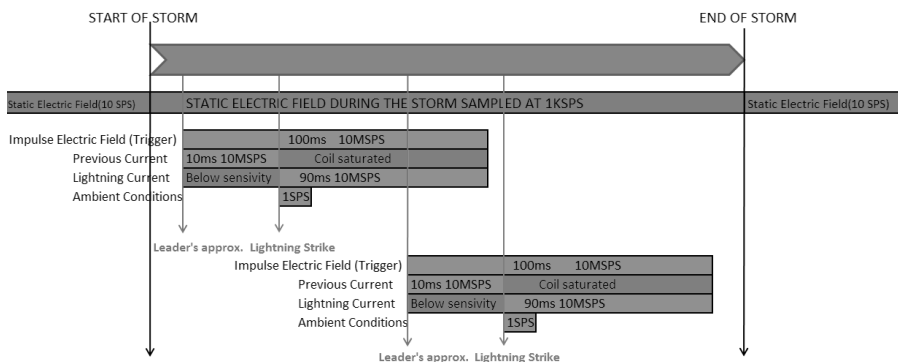 START OF STORM END OF STORM
Static Electric Field(10 SPS) STATIC ELECTRIC FIELD DURING THE STORM SAMPLED AT 1KSPS Static Electric Field(10 SPS)
Impulse Electric Field (Trigger) 100ms 10MSPS
Previous Current 10ms 10MSPS Coil saturated
Lightning Current Below sensivity 90ms 10MSPS
Ambient Conditions 1SPS
Leader's approx. Lightning Strike
Impulse Electric Field (Trigger) 100ms 10MSPS
Previous Current 10ms 10MSPS Coil saturated
Lightning Current Below sensivity 90ms 10MSPS
Ambient Conditions 1SPS
Leader's approx. Lightning Strike